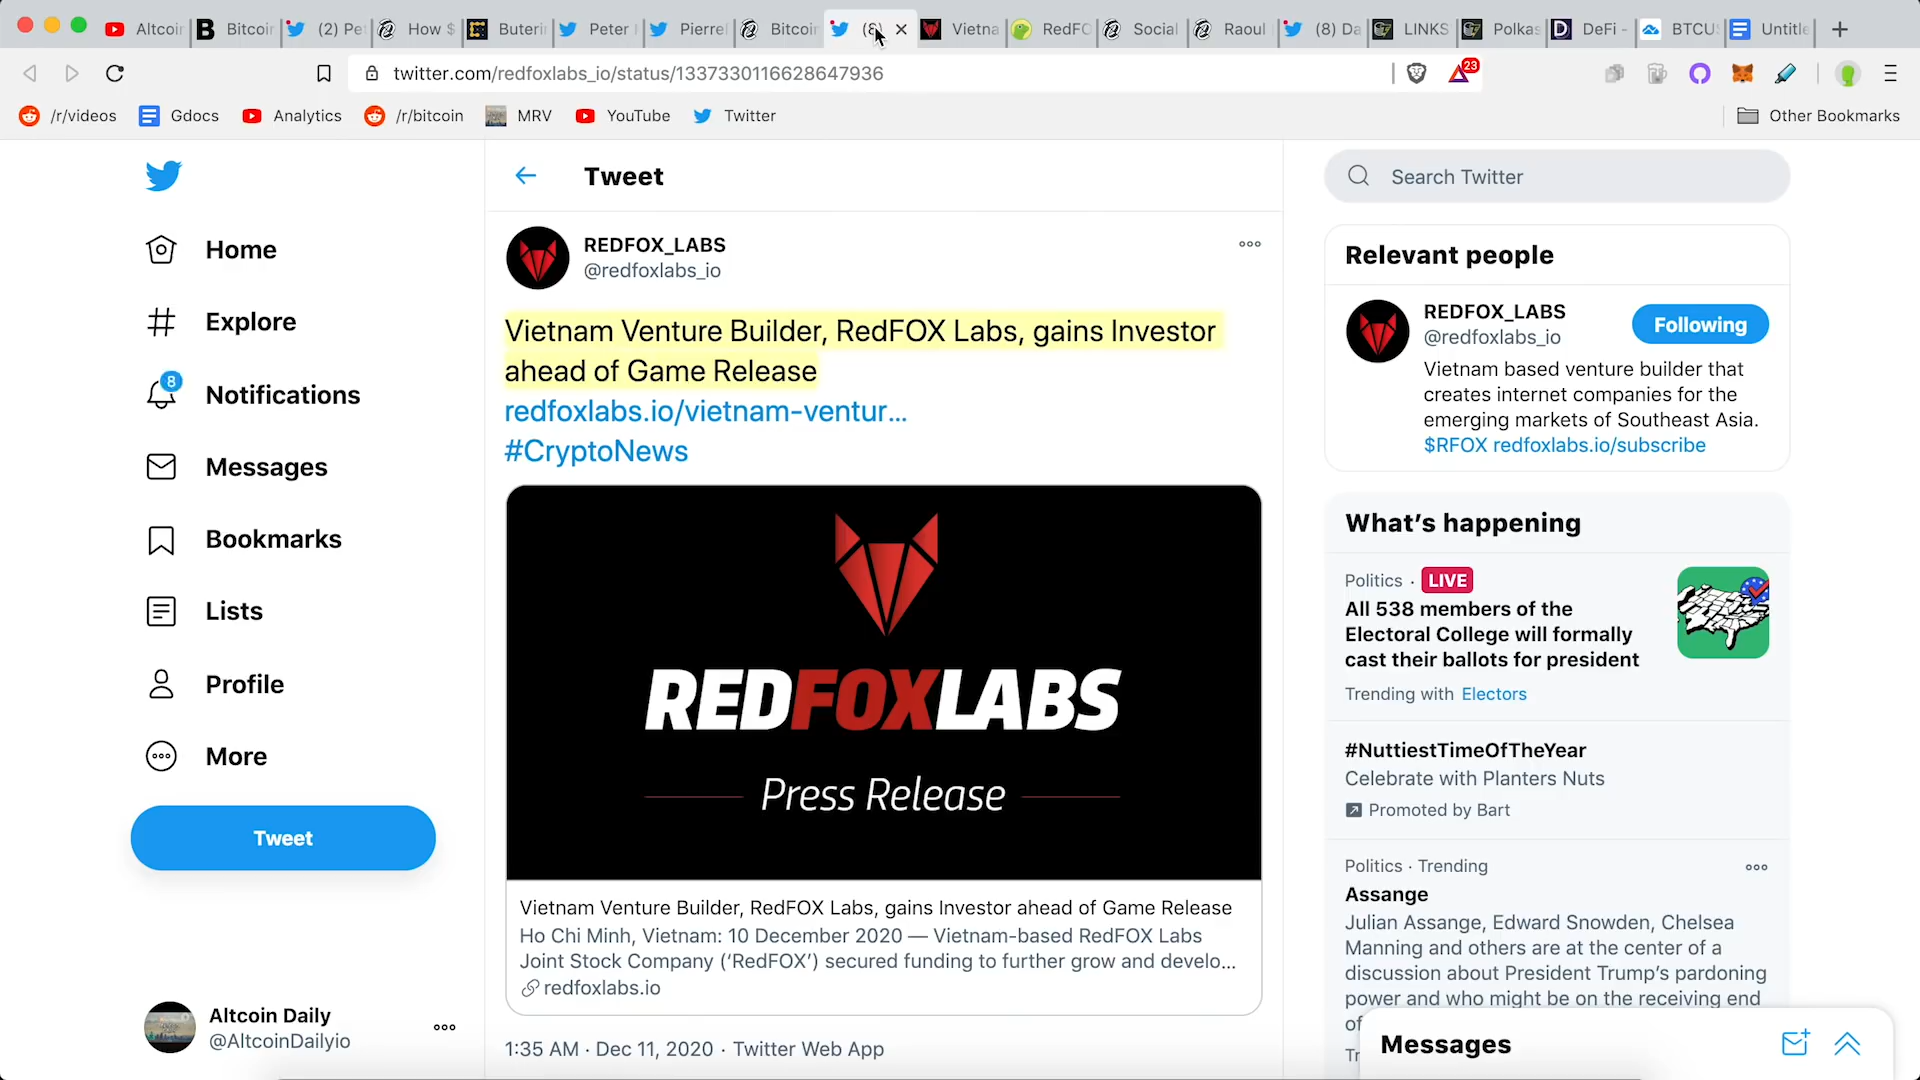 Altcoin
Bitcoin
(2) Pe
How $
Buterin
Peter
Pierre
Bitcoin
(8)
Vietna
RedFO
Social
Raoul
(8) Da
LINKS
Polkas
DeFi -
BTCUS
Untitle
twitter.com/redfoxlabs_io/status/1337330116628647936
23
/r/videos
Gdocs
Analytics
/r/bitcoin
MRV
YouTube
Twitter
Other Bookmarks
Home
Explore
8
Notifications
Messages
Bookmarks
Lists
Profile
More
Tweet
Altcoin Daily
@AltcoinDailyio
Tweet
REDFOX_LABS
@redfoxlabs_io
Vietnam Venture Builder, RedFOX Labs, gains Investor
ahead of Game Release
redfoxlabs.io/vietnam-ventur...
#CryptoNews
REDFOXLABS
Press Release
Vietnam Venture Builder, RedFOX Labs, gains Investor ahead of Game Release
Ho Chi Minh, Vietnam: 10 December 2020 — Vietnam-based RedFOX Labs
Joint Stock Company (‘RedFOX’) secured funding to further grow and develo...
redfoxlabs.io
1:35 AM · Dec 11, 2020 · Twitter Web App
Search Twitter
Relevant people
REDFOX_LABS
@redfoxlabs_io
Following
Vietnam based venture builder that
creates internet companies for the
emerging markets of Southeast Asia.
$RFOX redfoxlabs.io/subscribe
What’s happening
Politics · LIVE
All 538 members of the
Electoral College will formally
cast their ballots for president
Trending with Electors
#NuttiestTimeOfTheYear
Celebrate with Planters Nuts
Promoted by Bart
Politics · Trending
Assange
Julian Assange, Edward Snowden, Chelsea
Manning and others are at the center of a
discussion about President Trump’s pardoning
power and who might be on the receiving end
of
Tr
Messages